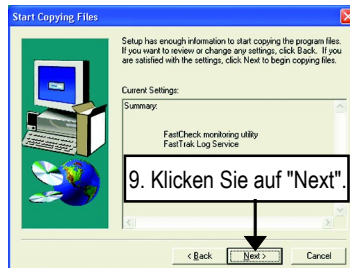 Start Copying Files
Setup has enough information to start copying the program files.
If you want to review or change any settings, click Back. If you
are satisfied with the settings, click Next to begin copying files.
Current Settings:
Summary:
FastCheck monitoring utility
FastTrak Log Service
9. Klicken Sie auf "Next".
< Back
Next >
Cancel